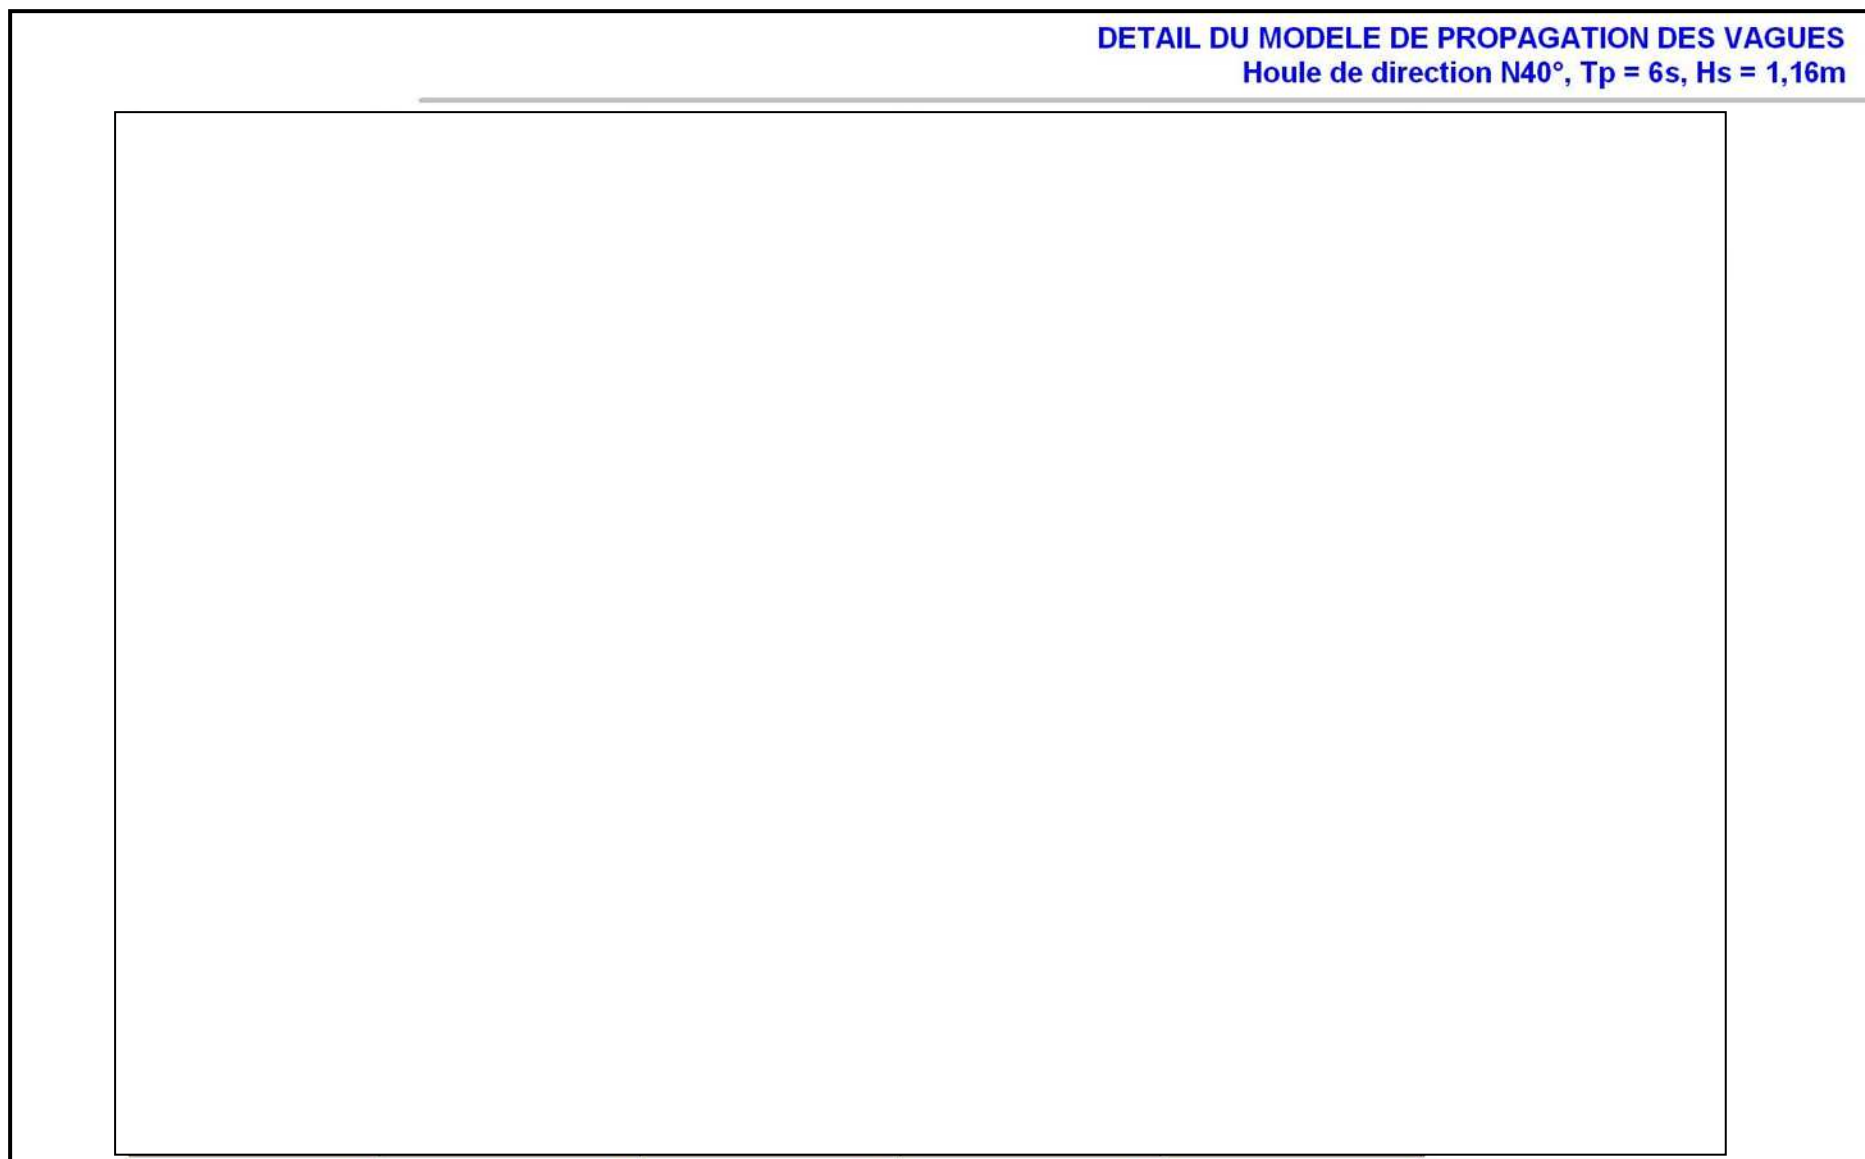 DETAIL DU MODELE DE PROPAGATION DES VAGUES
Houle de direction N40°, Tp = 6s, Hs = 1,16m